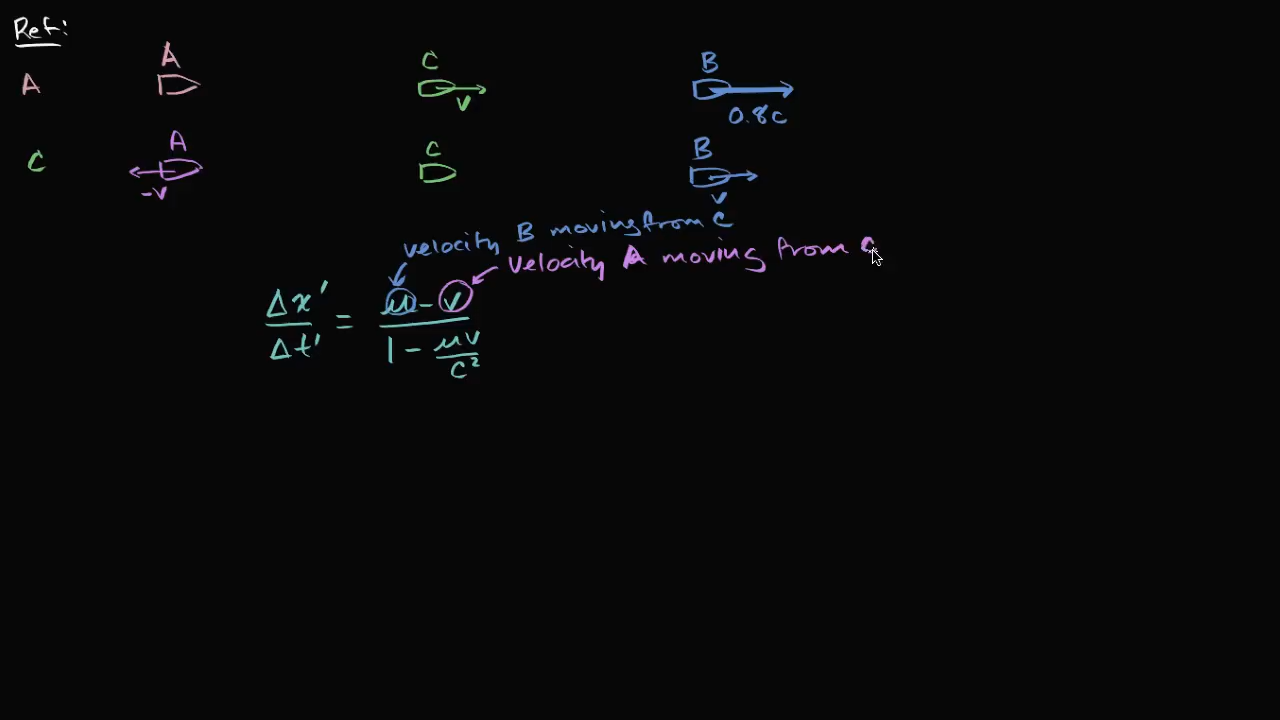 Ref:
A A C v B 0.8c
C A -v C B v
velocity B moving from C
velocity A moving from C
Δx' / Δt' = u - v / 1 - uv/c²